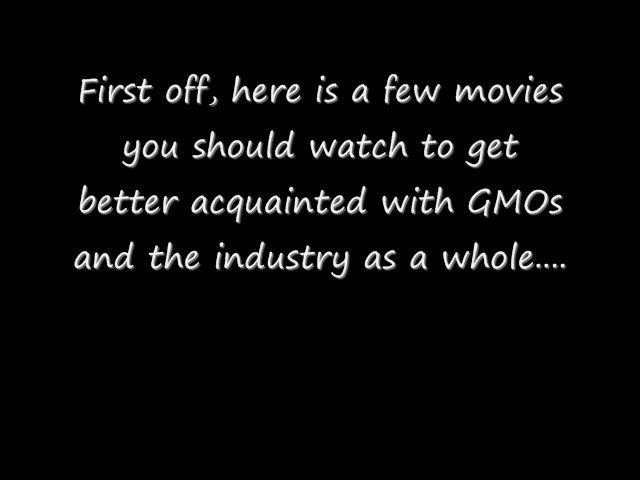 First off, here is a few movies
you should watch to get
better acquainted with GMOs
and the industry as a whole....